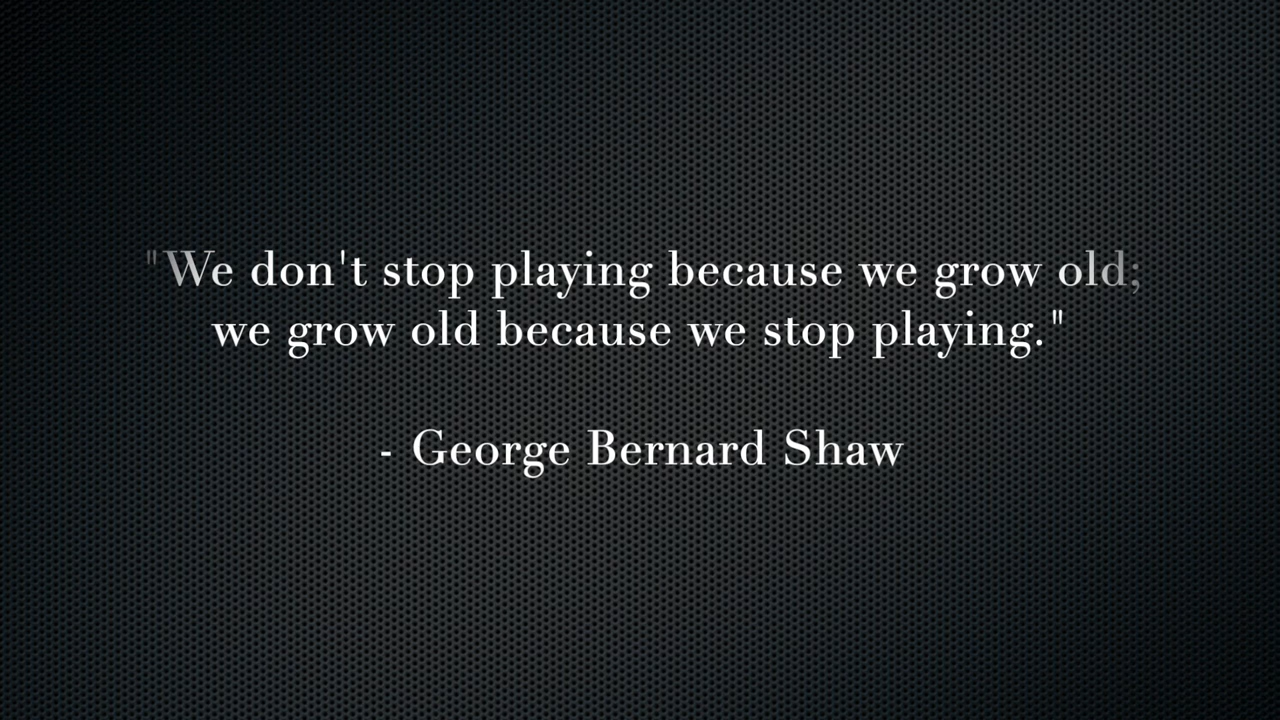 "We don't stop playing because we grow old;
we grow old because we stop playing."
- George Bernard Shaw